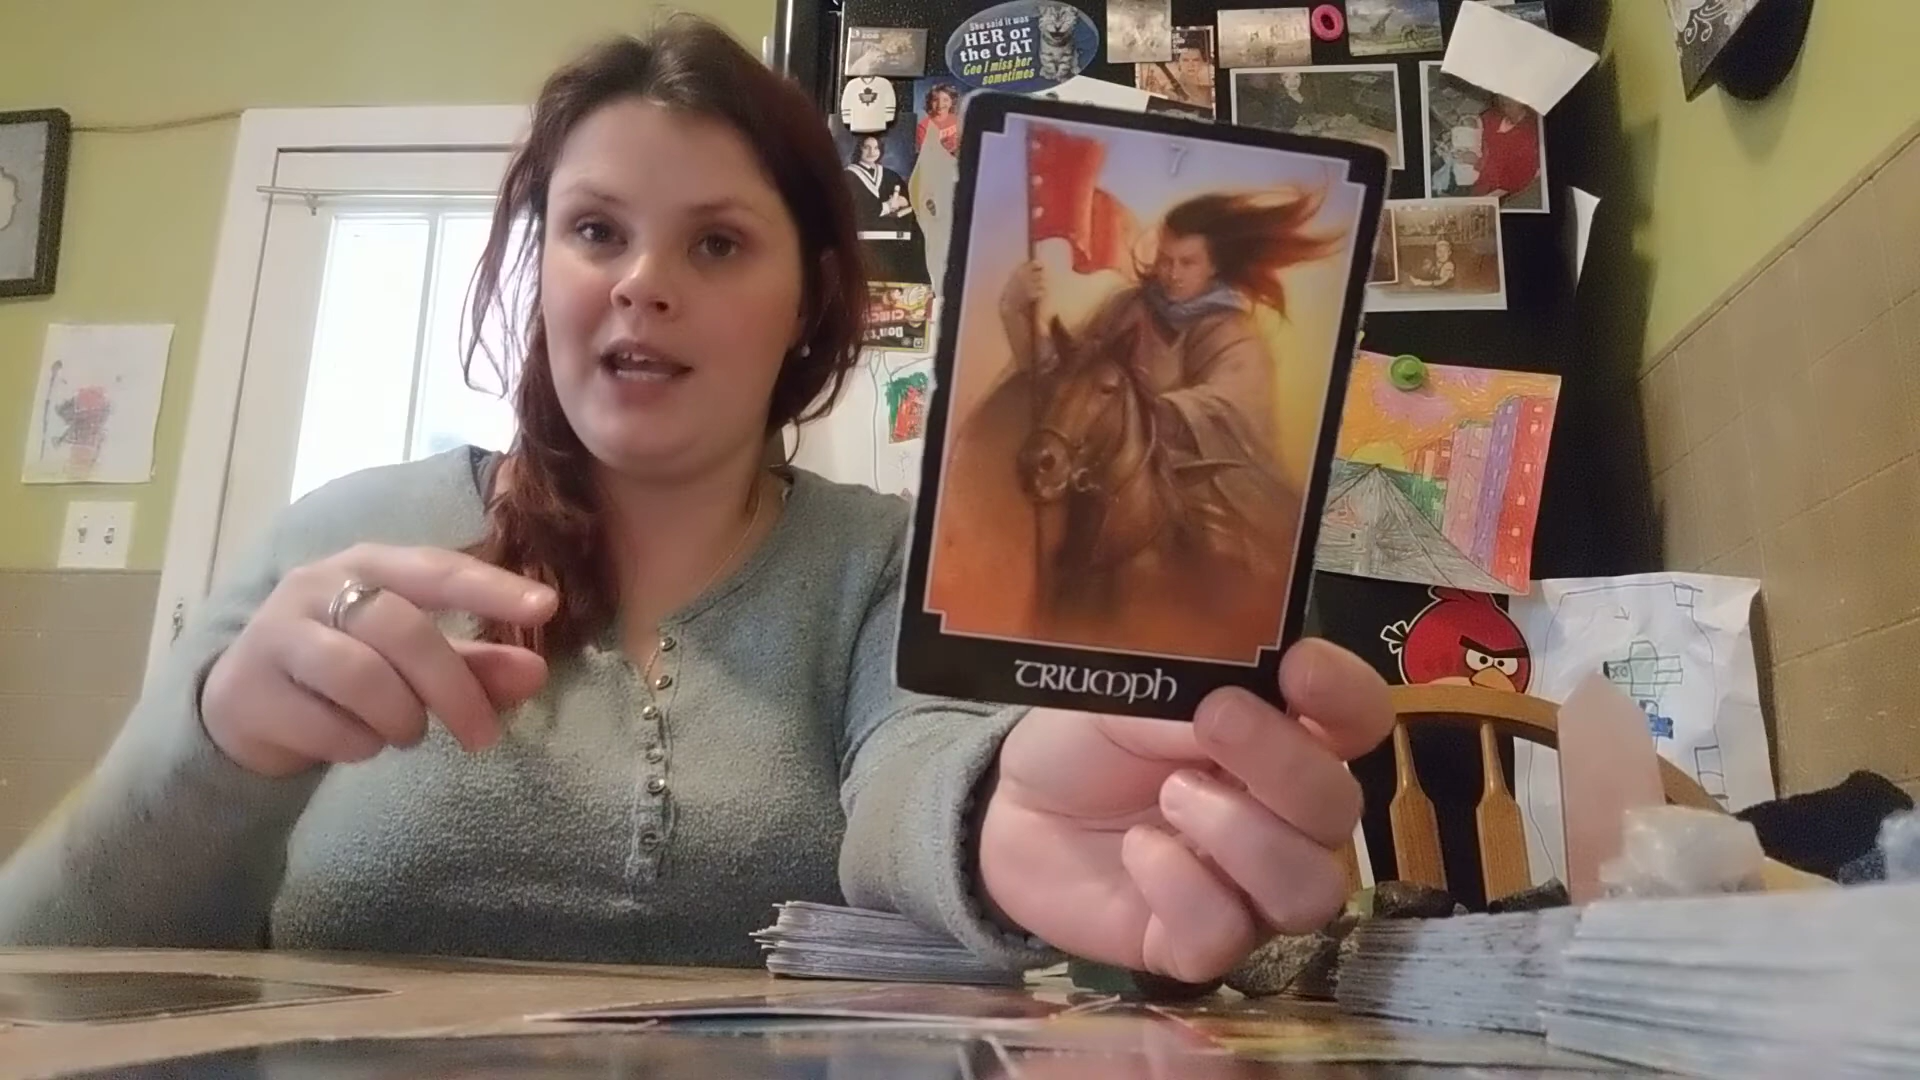 She said it was
HER or
the CAT
Gee I miss her
sometimes
7
TRIUMPH